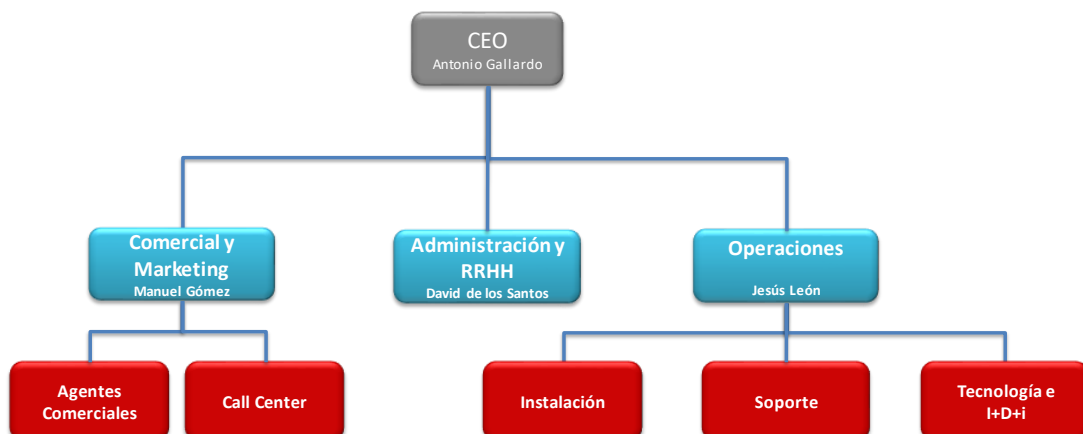 CEO
Antonio Gallardo
Comercial y
Marketing
Manuel Gómez
Administración y
RRHH
David de los Santos
Operaciones
Jesús León
Agentes
Comerciales
Call Center
Instalación
Soporte
Tecnología e
I+D+i